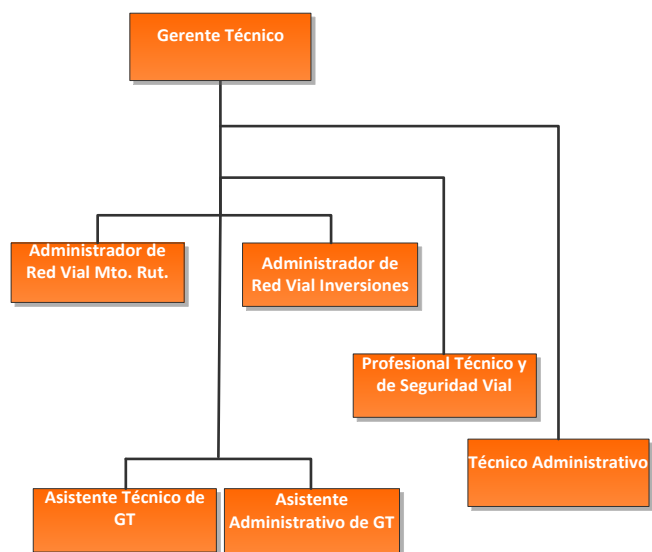 Gerente Técnico
Administrador de
Red Vial Mto. Rut.
Administrador de
Red Vial Inversiones
Profesional Técnico y
de Seguridad Vial
Técnico Administrativo
Asistente Técnico de
GT
Asistente
Administrativo de GT